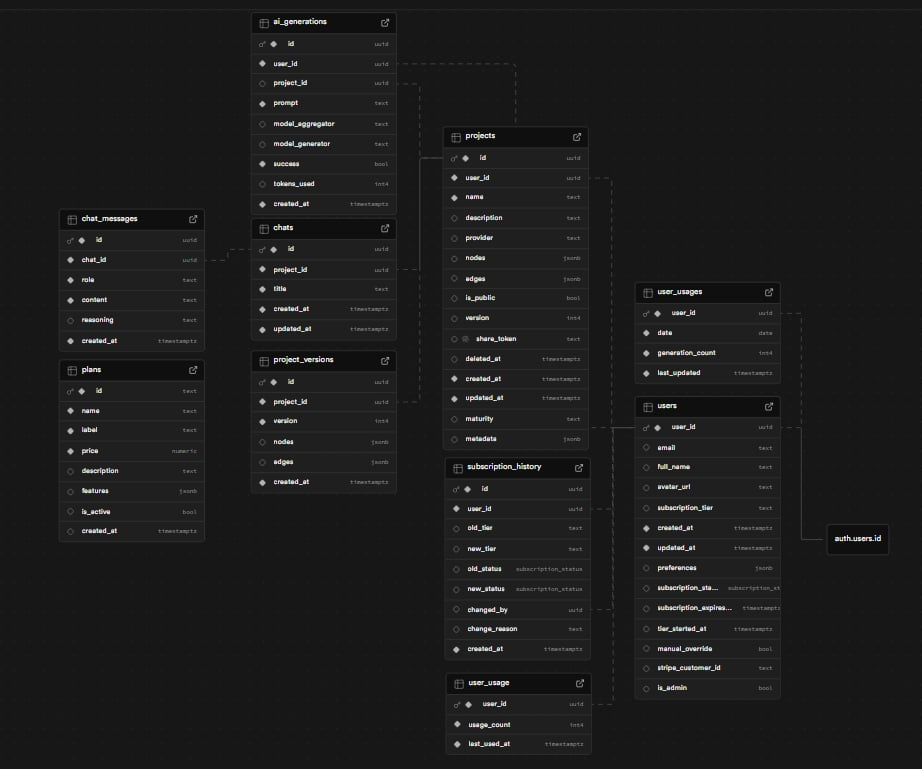 ai_generations
id uuid
user_id uuid
project_id uuid
prompt text
model_aggregator text
model_generator text
success bool
tokens_used int4
created_at timestamptz
chats
id uuid
project_id uuid
title text
created_at timestamptz
updated_at timestamptz
project_versions
id uuid
project_id uuid
version int4
nodes jsonb
edges jsonb
created_at timestamptz
chat_messages
id uuid
chat_id uuid
role text
content text
reasoning text
created_at timestamptz
plans
id text
name text
label text
price numeric
description text
features jsonb
is_active bool
created_at timestamptz
projects
id uuid
user_id uuid
name text
description text
provider text
nodes jsonb
edges jsonb
is_public bool
version int4
share_token text
deleted_at timestamptz
created_at timestamptz
updated_at timestamptz
maturity text
metadata jsonb
subscription_history
id uuid
user_id uuid
old_tier text
new_tier text
old_status subscription_status
new_status subscription_status
changed_by uuid
change_reason text
created_at timestamptz
user_usage
user_id uuid
usage_count int4
last_used_at timestamptz
user_usages
user_id uuid
date date
generation_count int4
last_updated timestamptz
users
user_id uuid
email text
full_name text
avatar_url text
subscription_tier text
created_at timestamptz
updated_at timestamptz
preferences jsonb
subscription_sta... subscription_st
subscription_expires... timestampt
tier_started_at timestamptz
manual_override bool
stripe_customer_id text
is_admin bool
auth.users.id